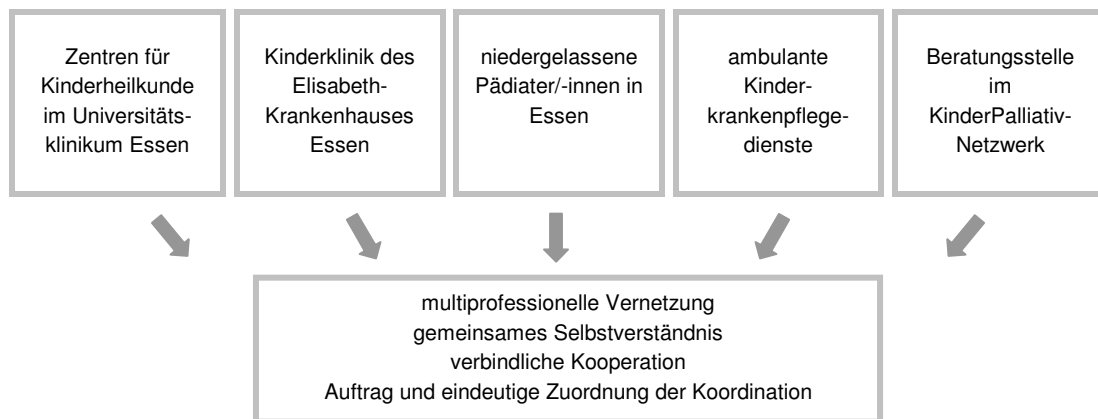 Zentren für
Kinderheilkunde
im Universitäts-
klinikum Essen
Kinderklinik des
Elisabeth-
Krankenhauses
Essen
niedergelassene
Pädiater/-innen in
Essen
ambulante
Kinder-
krankenpflege-
dienste
Beratungsstelle
im
KinderPalliativ-
Netzwerk
multiprofessionelle Vernetzung
gemeinsames Selbstverständnis
verbindliche Kooperation
Auftrag und eindeutige Zuordnung der Koordination